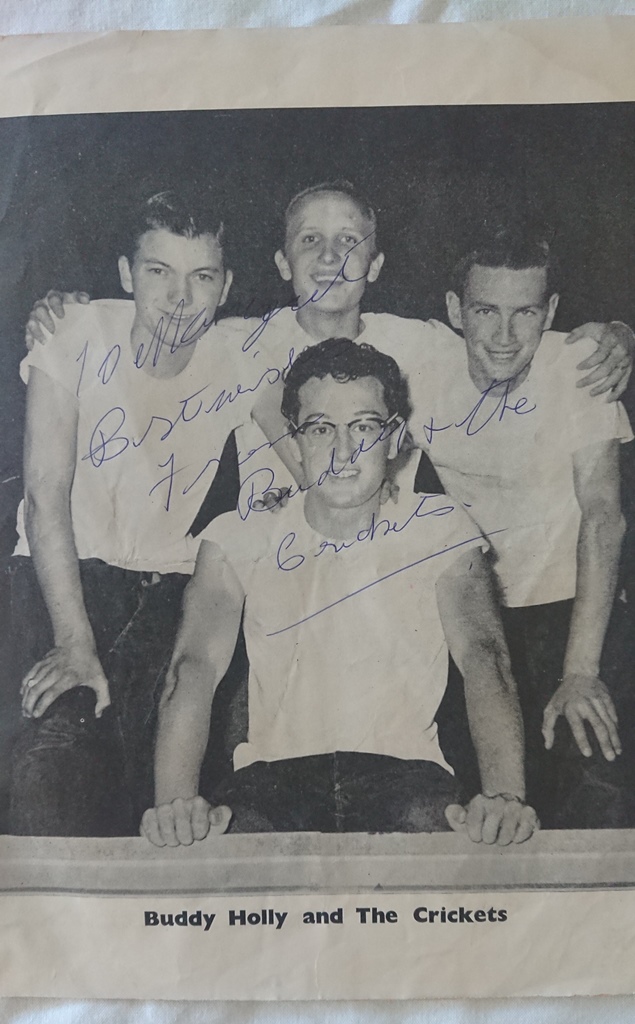 To Margaret
Best wishes
From
Buddy & the
Crickets.
Buddy Holly and The Crickets